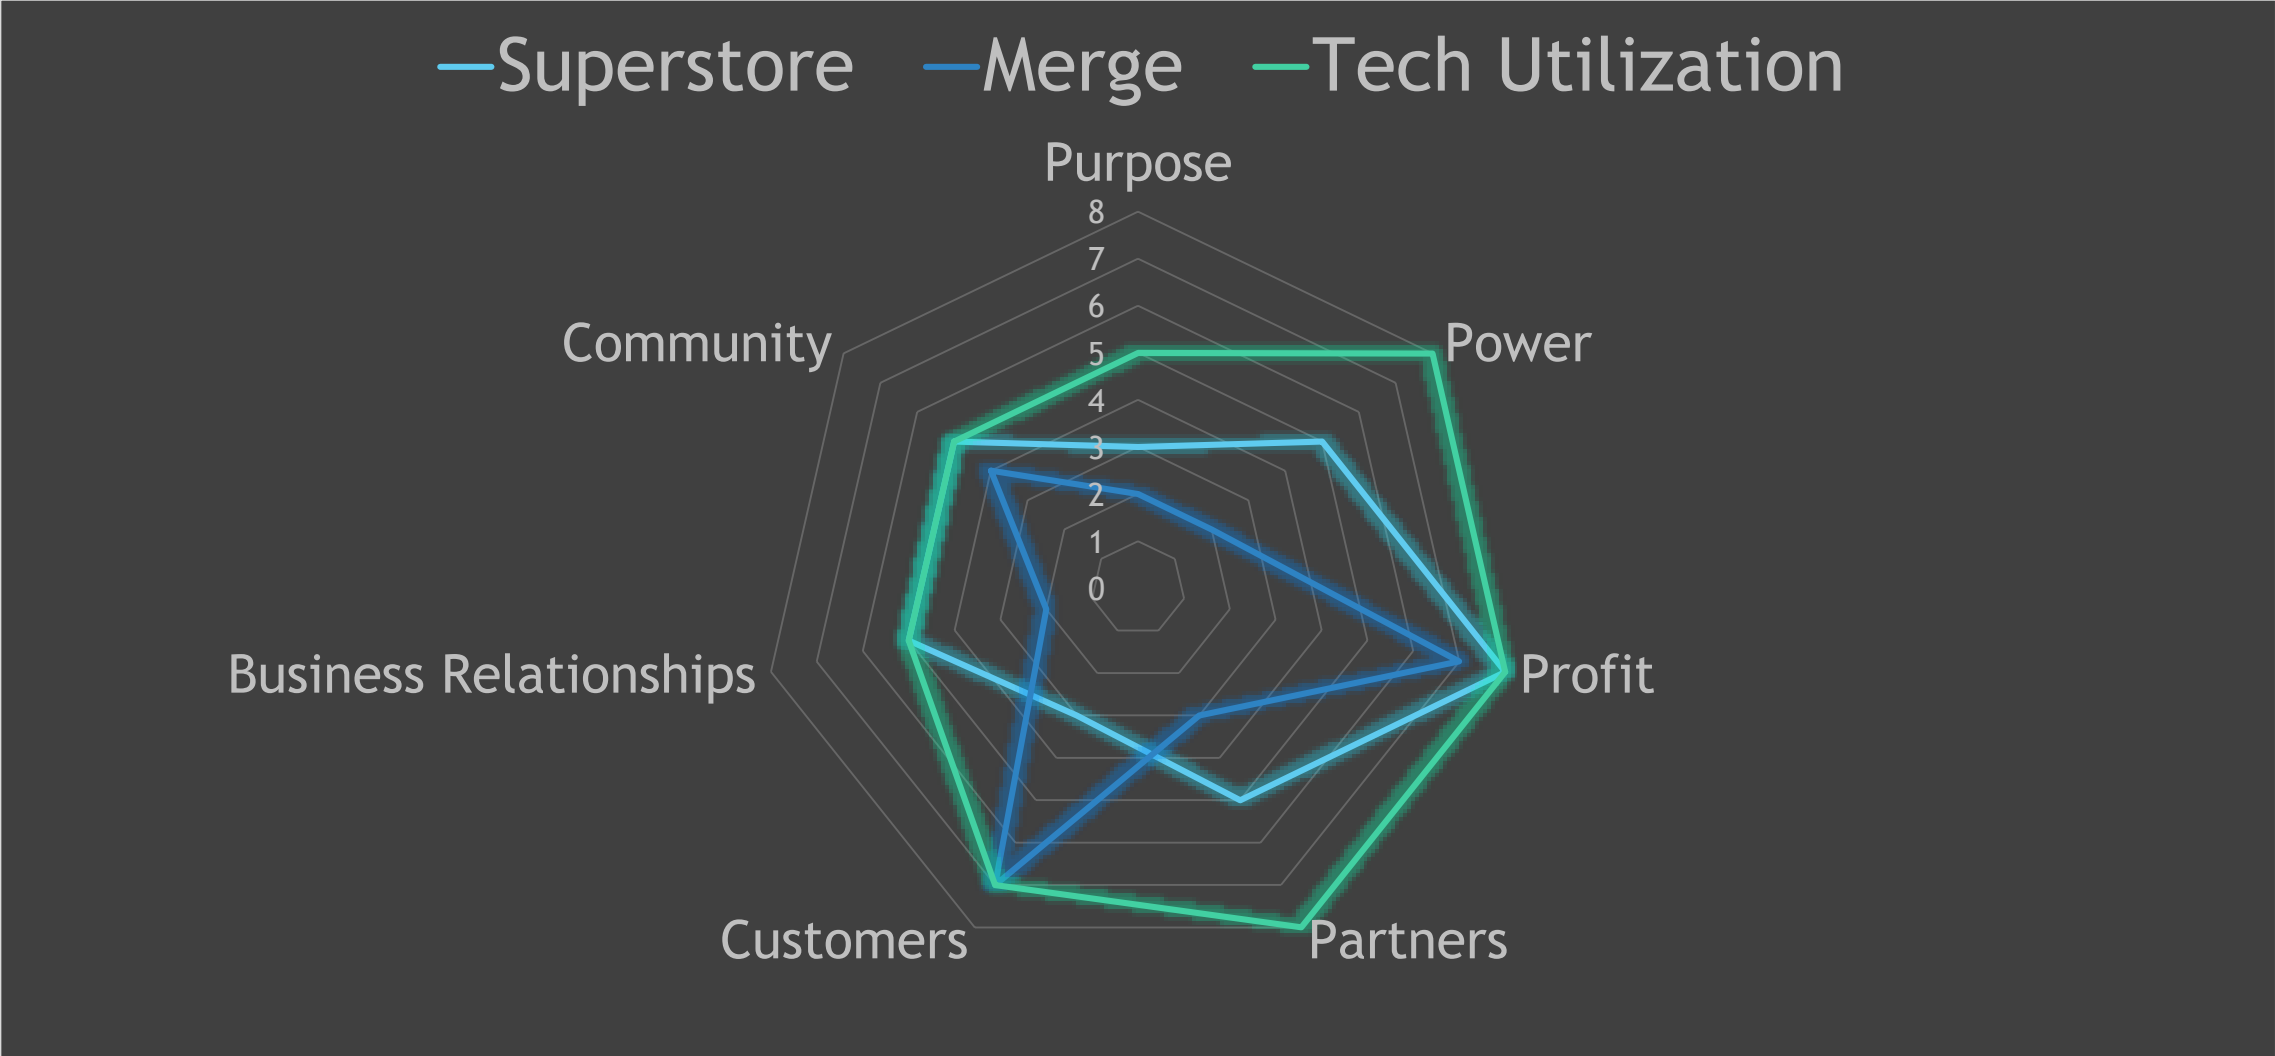 Superstore Merge Tech Utilization
Purpose
8
7
6
5
4
3
2
1
0
Community
Power
Business Relationships
Profit
Customers
Partners